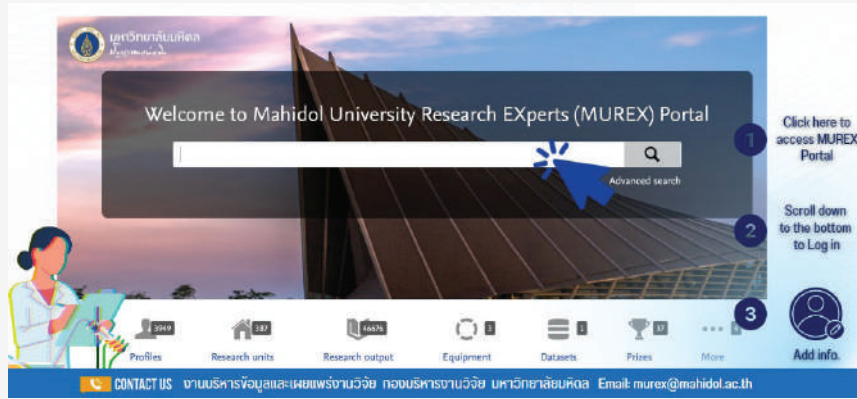 มหาวิทยาลัยมหิดล
Welcome to Mahidol University Research EXperts (MUREX) Portal
Advanced search
1
Click here to
access MUREX
Portal
2
Scroll down
to the bottom
to Log in
3
Add info.
3949
387
46676
3
1
37
Profiles
Research units
Research output
Equipment
Datasets
Prizes
More
CONTACT US งานบริหารข้อมูลและเผยแพร่งานวิจัย กองบริหารงานวิจัย มหาวิทยาลัยมหิดล Email: murex@mahidol.ac.th